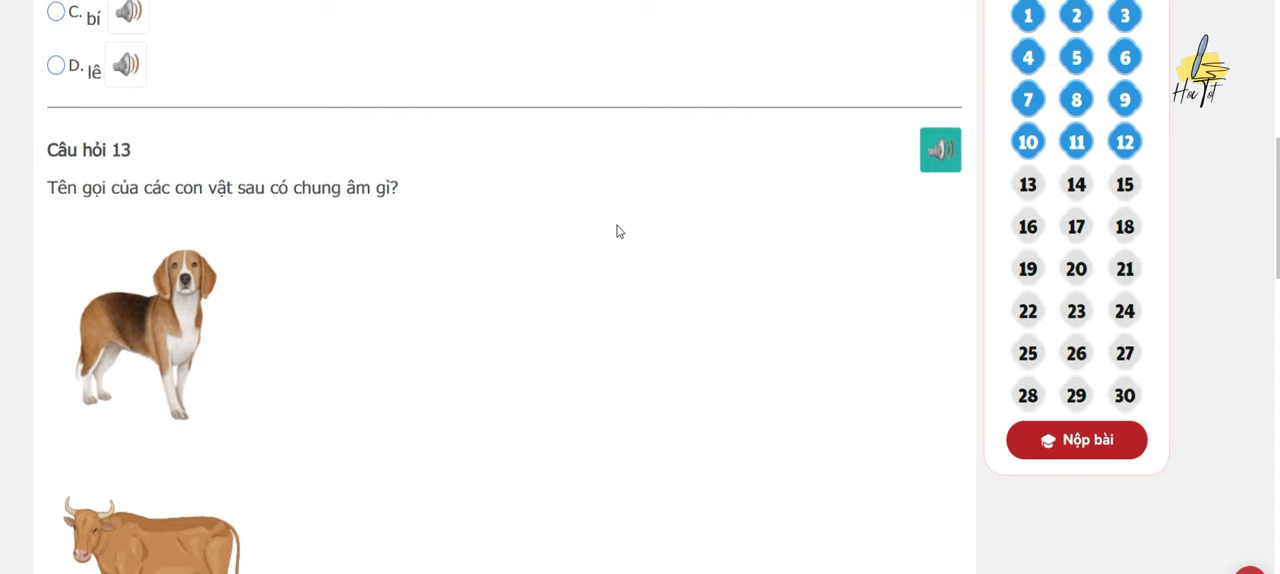 C. bí
D. lê
Câu hỏi 13
Tên gọi của các con vật sau có chung âm gì?
1 2 3
4 5 6
7 8 9
10 11 12
13 14 15
16 17 18
19 20 21
22 23 24
25 26 27
28 29 30
Nộp bài
Học Tốt